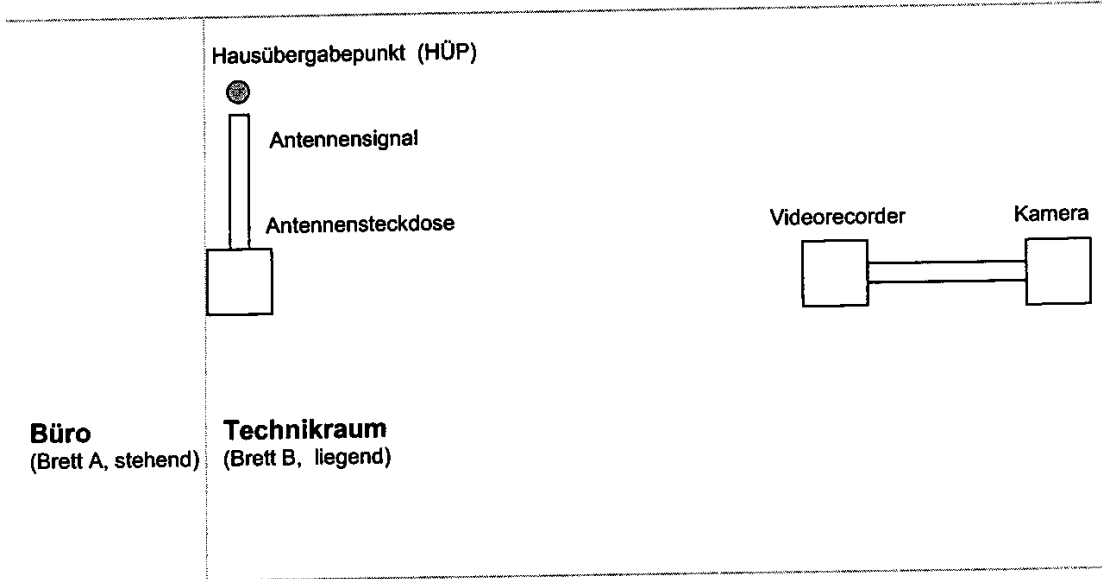 Hausübergabepunkt (HÜP)
Antennensignal
Antennensteckdose
Videorecorder
Kamera
Büro
(Brett A, stehend)
Technikraum
(Brett B, liegend)